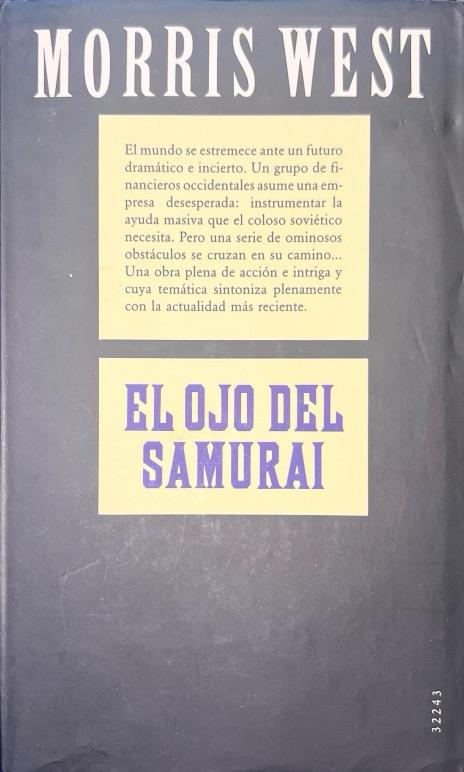 MORRIS WEST
El mundo se estremece ante un futuro
dramático e incierto. Un grupo de fi-
nancieros occidentales asume una em-
presa desesperada: instrumentar la
ayuda masiva que el coloso soviético
necesita. Pero una serie de ominosos
obstáculos se cruzan en su camino...
Una obra plena de acción e intriga y
cuya temática sintoniza plenamente
con la actualidad más reciente.
EL OJO DEL
SAMURAI
32243